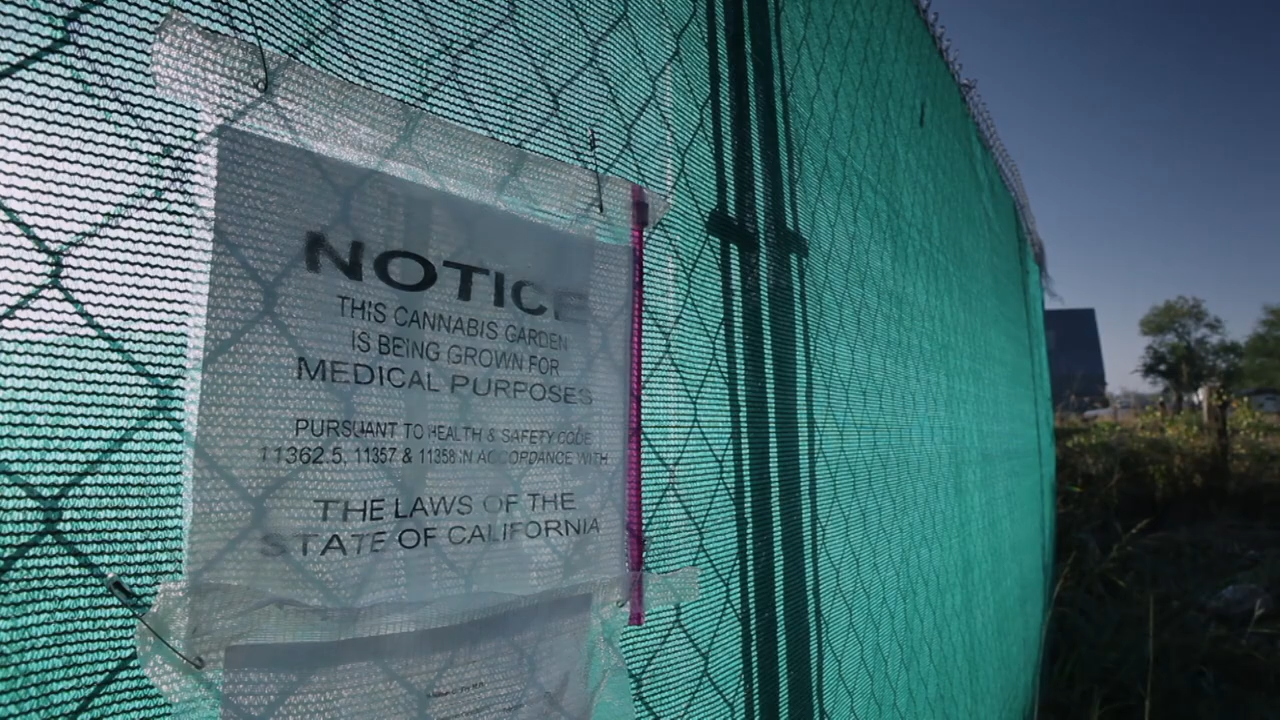 NOTICE
THIS CANNABIS GARDEN
IS BEING GROWN FOR
MEDICAL PURPOSES
PURSUANT TO HEALTH & SAFETY CODE
11362.5, 11357 & 11358 IN ACCORDANCE WITH
THE LAWS OF THE
STATE OF CALIFORNIA